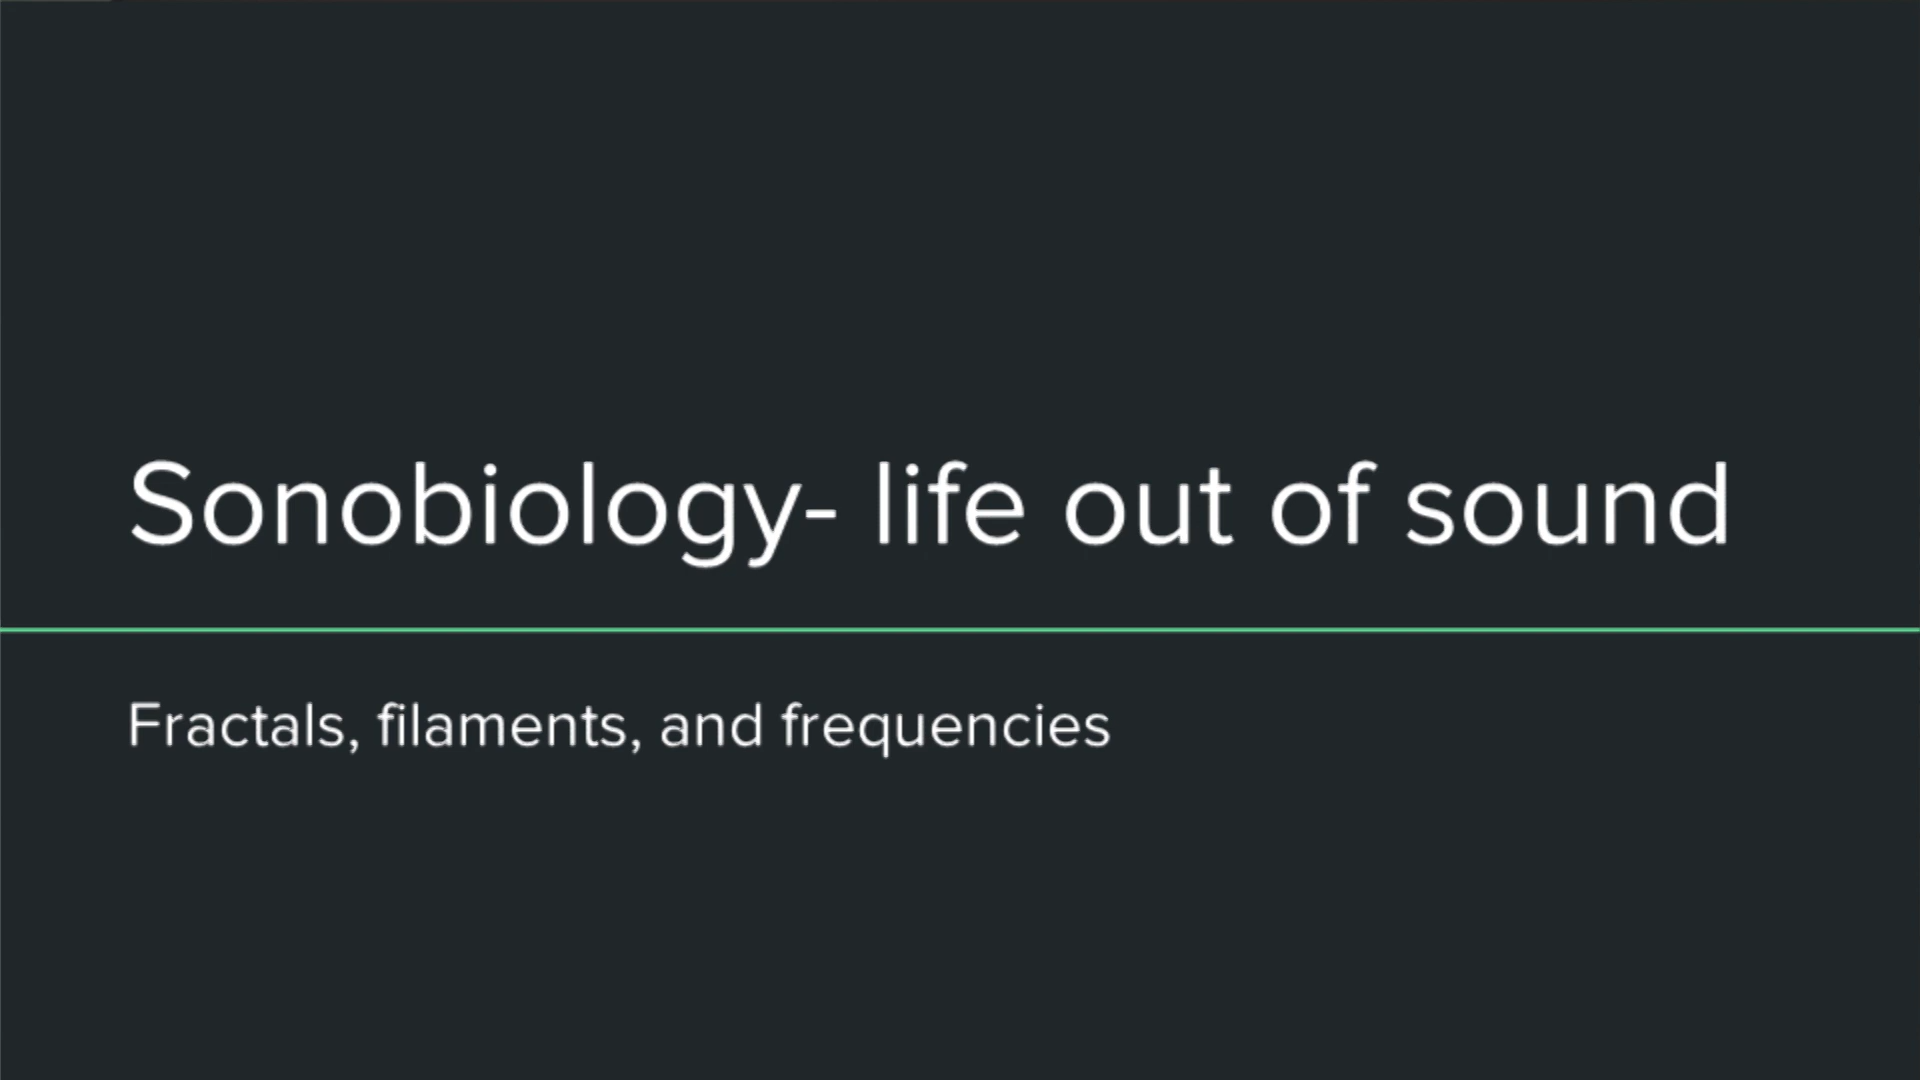 Sonobiology- life out of sound
Fractals, filaments, and frequencies